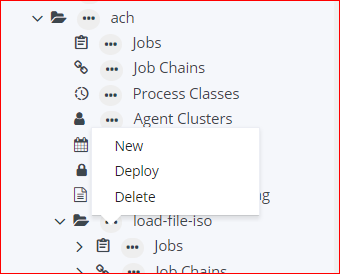 ach
Jobs
Job Chains
Process Classes
Agent Clusters
New
Deploy
Delete
load-file-iso
Jobs
Job Chains